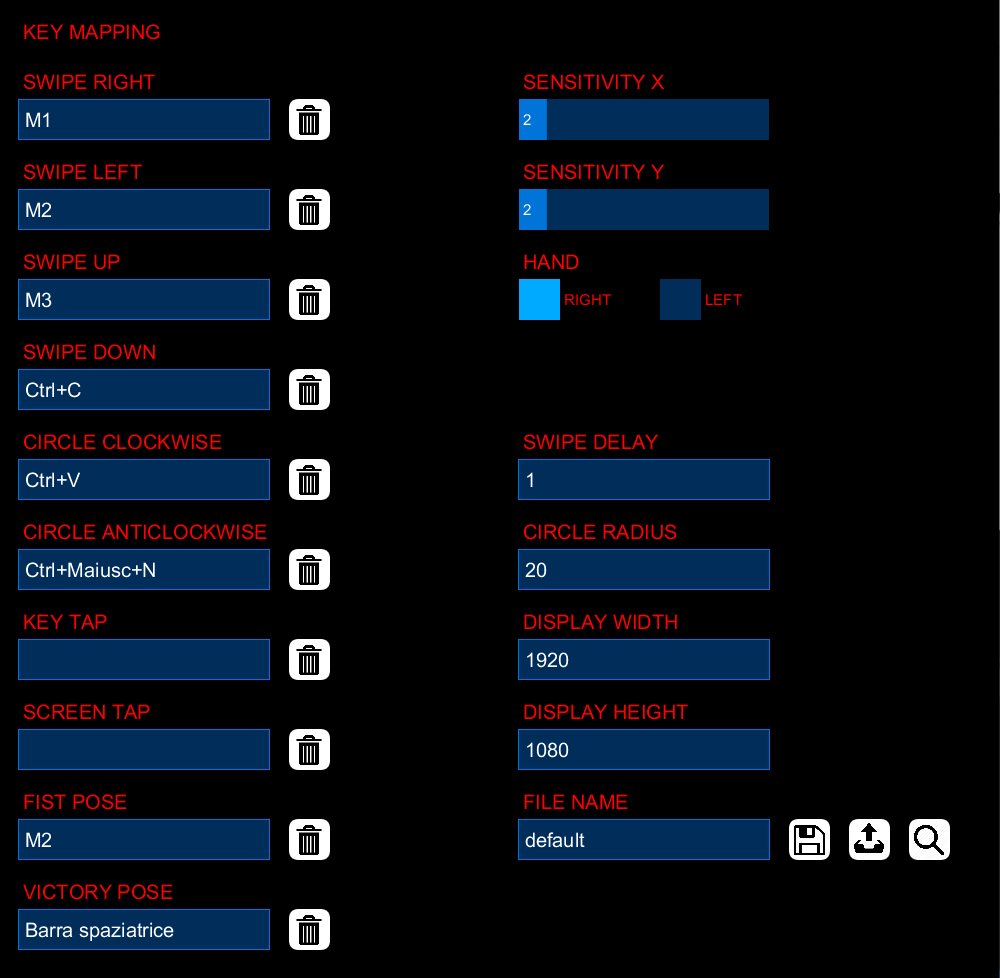 KEY MAPPING
SWIPE RIGHT
M1
SWIPE LEFT
M2
SWIPE UP
M3
SWIPE DOWN
Ctrl+C
CIRCLE CLOCKWISE
Ctrl+V
CIRCLE ANTICLOCKWISE
Ctrl+Maiusc+N
KEY TAP
SCREEN TAP
FIST POSE
M2
VICTORY POSE
Barra spaziatrice
SENSITIVITY X
2
SENSITIVITY Y
2
HAND
RIGHT LEFT
SWIPE DELAY
1
CIRCLE RADIUS
20
DISPLAY WIDTH
1920
DISPLAY HEIGHT
1080
FILE NAME
default